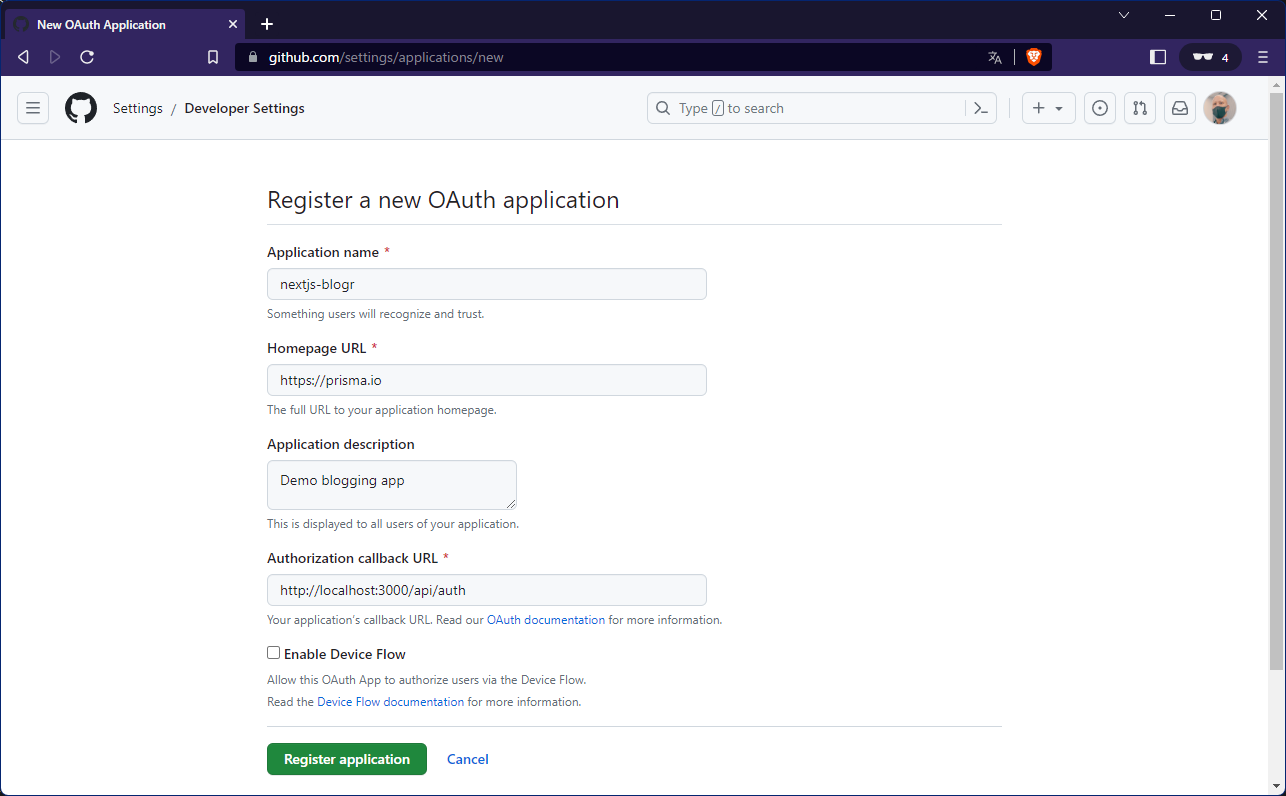 New OAuth Application
github.com/settings/applications/new
4
Settings / Developer Settings
Type / to search
Register a new OAuth application
Application name *
nextjs-blogr
Something users will recognize and trust.
Homepage URL *
https://prisma.io
The full URL to your application homepage.
Application description
Demo blogging app
This is displayed to all users of your application.
Authorization callback URL *
http://localhost:3000/api/auth
Your application’s callback URL. Read our OAuth documentation for more information.
Enable Device Flow
Allow this OAuth App to authorize users via the Device Flow.
Read the Device Flow documentation for more information.
Register application Cancel